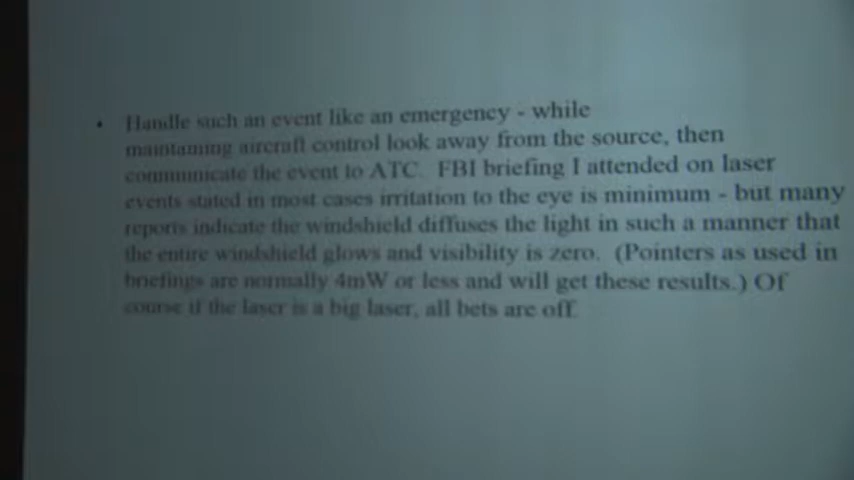 • Handle such an event like an emergency - while
maintaining aircraft control look away from the source, then
communicate the event to ATC. FBI briefing I attended on laser
events stated in most cases irritation to the eye is minimum - but many
reports indicate the windshield diffuses the light in such a manner that
the entire windshield glows and visibility is zero. (Pointers as used in
briefings are normally 4mW or less and will get these results.) Of
course if the laser is a big laser, all bets are off.